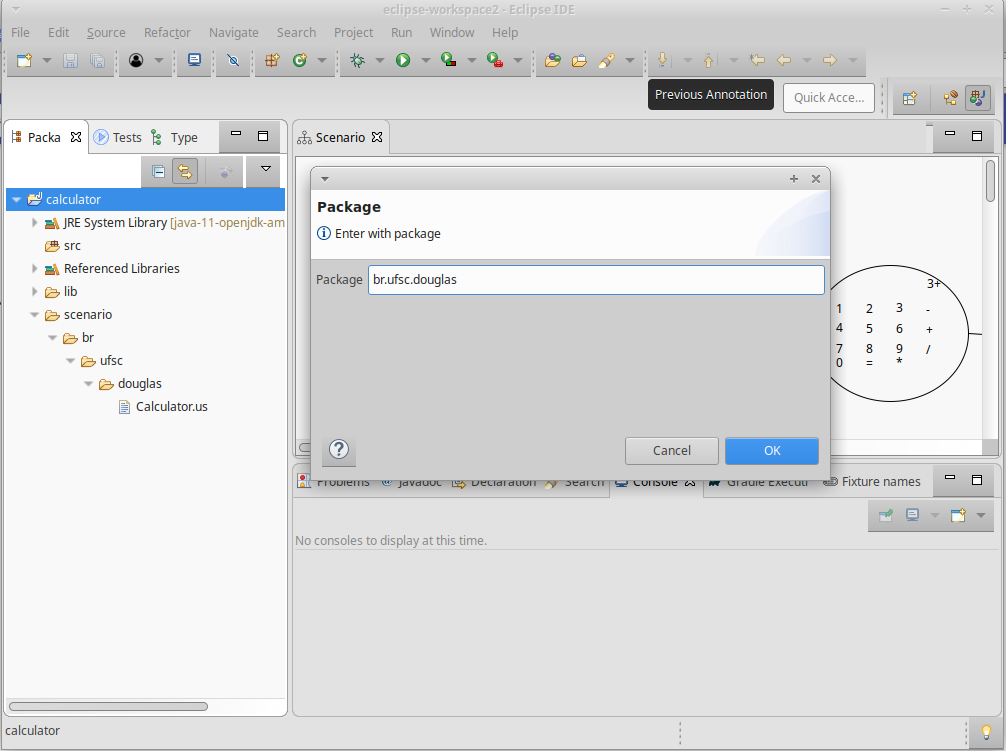 eclipse-workspace2 - Eclipse IDE
File Edit Source Refactor Navigate Search Project Run Window Help
Previous Annotation
Quick Acce...
Packa Tests Type
calculator
JRE System Library [java-11-openjdk-am
src
Referenced Libraries
lib
scenario
br
ufsc
douglas
Calculator.us
Scenario
Package
Enter with package
Package br.ufsc.douglas
? Cancel OK
3+
1 2 3 -
4 5 6 +
7 8 9 /
0 = *
Problems @ Javadoc Declaration Search Console Gradle Executi Fixture names
No consoles to display at this time.
calculator